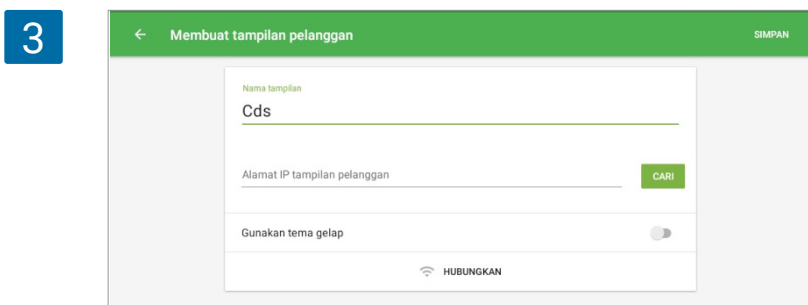 3
Membuat tampilan pelanggan SIMPAN
Nama tampilan
Cds
Alamat IP tampilan pelanggan CARI
Gunakan tema gelap
HUBUNGKAN